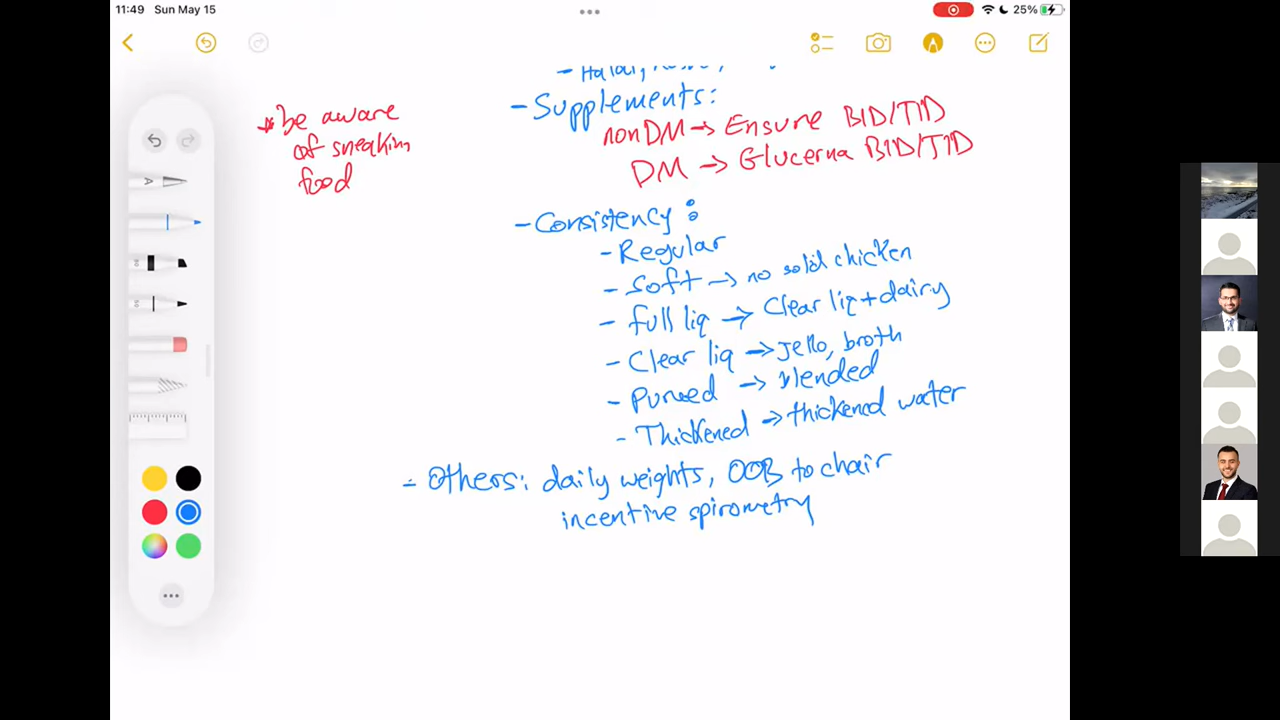 11:49 Sun May 15
25%
- Halal,
- Supplements:
nonDM → Ensure BID/TID
DM → Glucerna BID/TID
* be aware
of sneaking
food
- Consistency:
- Regular
- Soft → no solid chicken
- full liq → Clear liq + dairy
- Clear liq → Jello, broth
- Pureed → blended
- Thickened → thickened water
- Others: daily weights, OOB to chair
incentive spirometry